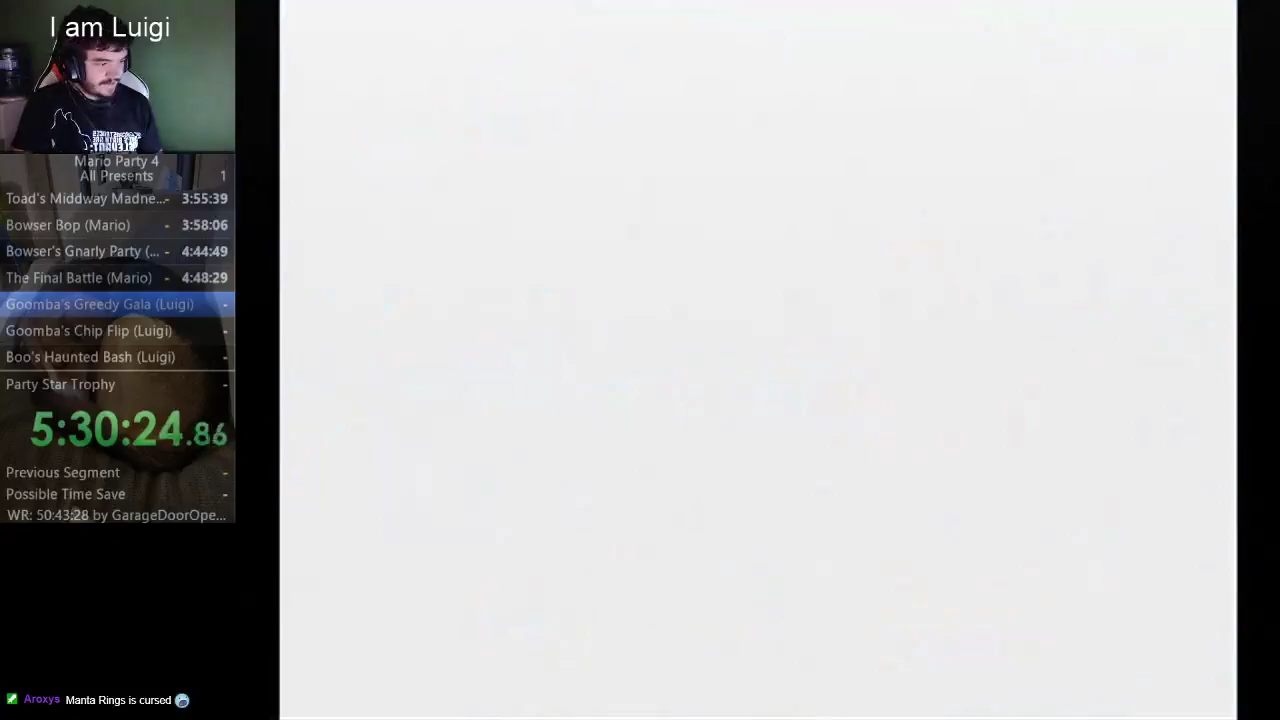 I am Luigi
Mario Party 4
All Presents 1
Toad's Middway Madne... - 3:55:39
Bowser Bop (Mario) - 3:58:06
Bowser's Gnarly Party (... - 4:44:49
The Final Battle (Mario) - 4:48:29
Goomba's Greedy Gala (Luigi) -
Goomba's Chip Flip (Luigi) -
Boo's Haunted Bash (Luigi) -
Party Star Trophy -
5:30:24.86
Previous Segment -
Possible Time Save -
WR: 50:43:28 by GarageDoorOpe...
Aroxys Manta Rings is cursed